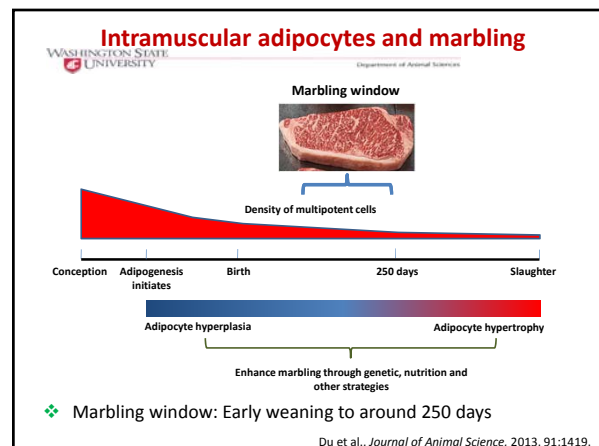 Intramuscular adipocytes and marbling
WASHINGTON STATE
UNIVERSITY
Department of Animal Sciences
Marbling window
Density of multipotent cells
Conception
Adipogenesis
initiates
Birth
250 days
Slaughter
Adipocyte hyperplasia
Adipocyte hypertrophy
Enhance marbling through genetic, nutrition and
other strategies
❖ Marbling window: Early weaning to around 250 days
Du et al., Journal of Animal Science. 2013. 91:1419.